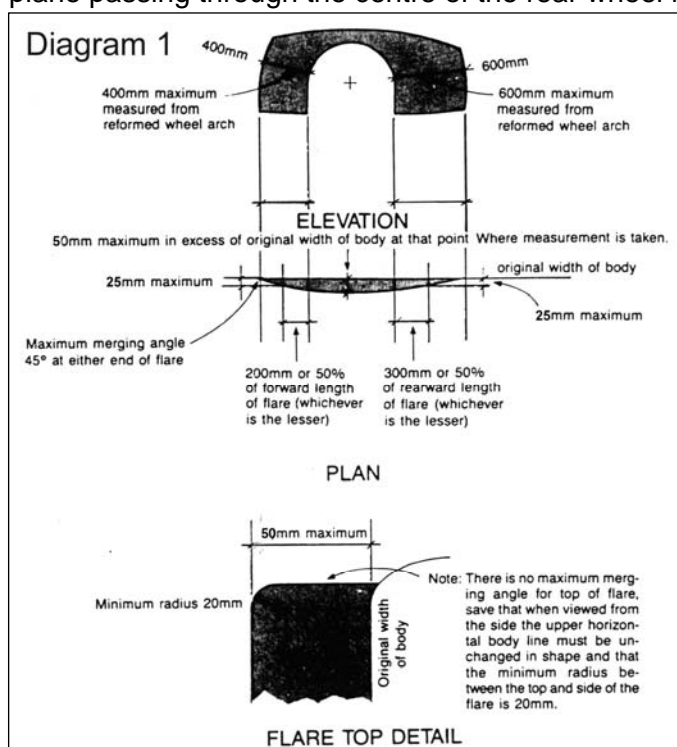 plane passing through the centre of the rear wheel
Diagram 1
400mm
600mm
400mm maximum
measured from
reformed wheel arch
600mm maximum
measured from
reformed wheel arch
ELEVATION
50mm maximum in excess of original width of body at that point Where measurement is taken.
25mm maximum
original width of body
25mm maximum
Maximum merging angle
45° at either end of flare
200mm or 50%
of forward length
of flare (whichever
is the lesser)
300mm or 50%
of rearward length
of flare (whichever
is the lesser)
PLAN
50mm maximum
Minimum radius 20mm
Original width
of body
Note: There is no maximum merg-
ing angle for top of flare,
save that when viewed from
the side the upper horizon-
tal body line must be un-
changed in shape and that
the minimum radius be-
tween the top and side of the
flare is 20mm.
FLARE TOP DETAIL